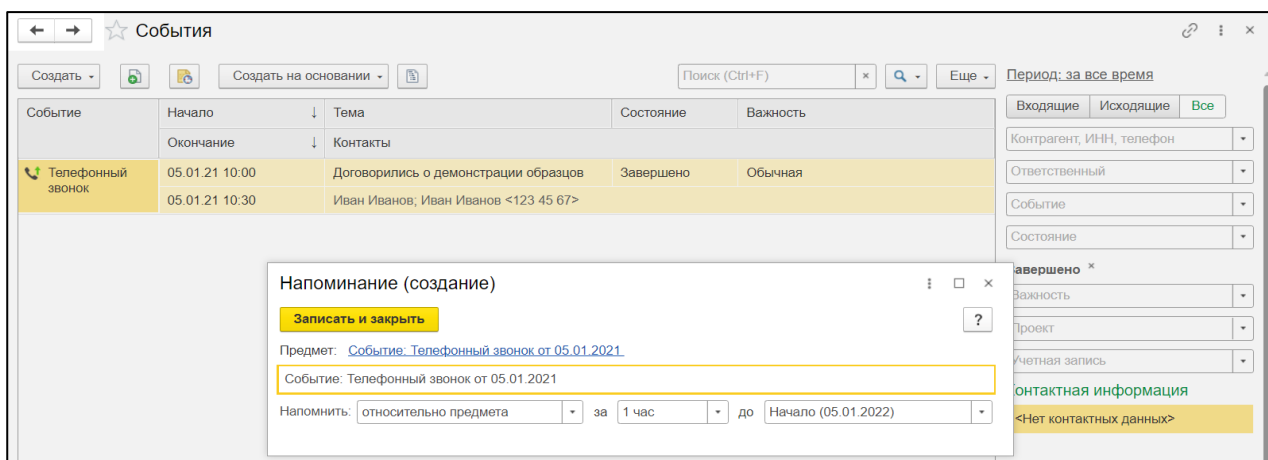 События
Создать
Создать на основании
Поиск (Ctrl+F)
×
Еще
Период: за все время
Событие
Начало ↓
Тема
Состояние
Важность
Окончание ↓
Контакты
Телефонный
звонок
05.01.21 10:00
Договорились о демонстрации образцов
Завершено
Обычная
05.01.21 10:30
Иван Иванов; Иван Иванов <123 45 67>
Входящие Исходящие Все
Контрагент, ИНН, телефон
Ответственный
Событие
Состояние
авершено ×
Важность
Проект
Учетная запись
онтактная информация
<Нет контактных данных>
Напоминание (создание)
Записать и закрыть
?
Предмет: Событие: Телефонный звонок от 05.01.2021
Событие: Телефонный звонок от 05.01.2021
Напомнить: относительно предмета за 1 час до Начало (05.01.2022)